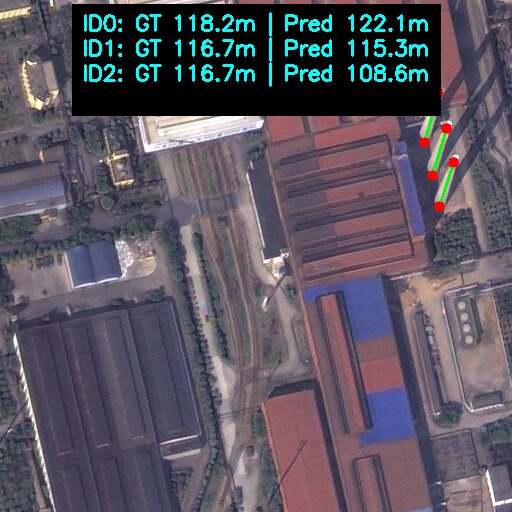 ID0: GT 118.2m | Pred 122.1m
ID1: GT 116.7m | Pred 115.3m
ID2: GT 116.7m | Pred 108.6m